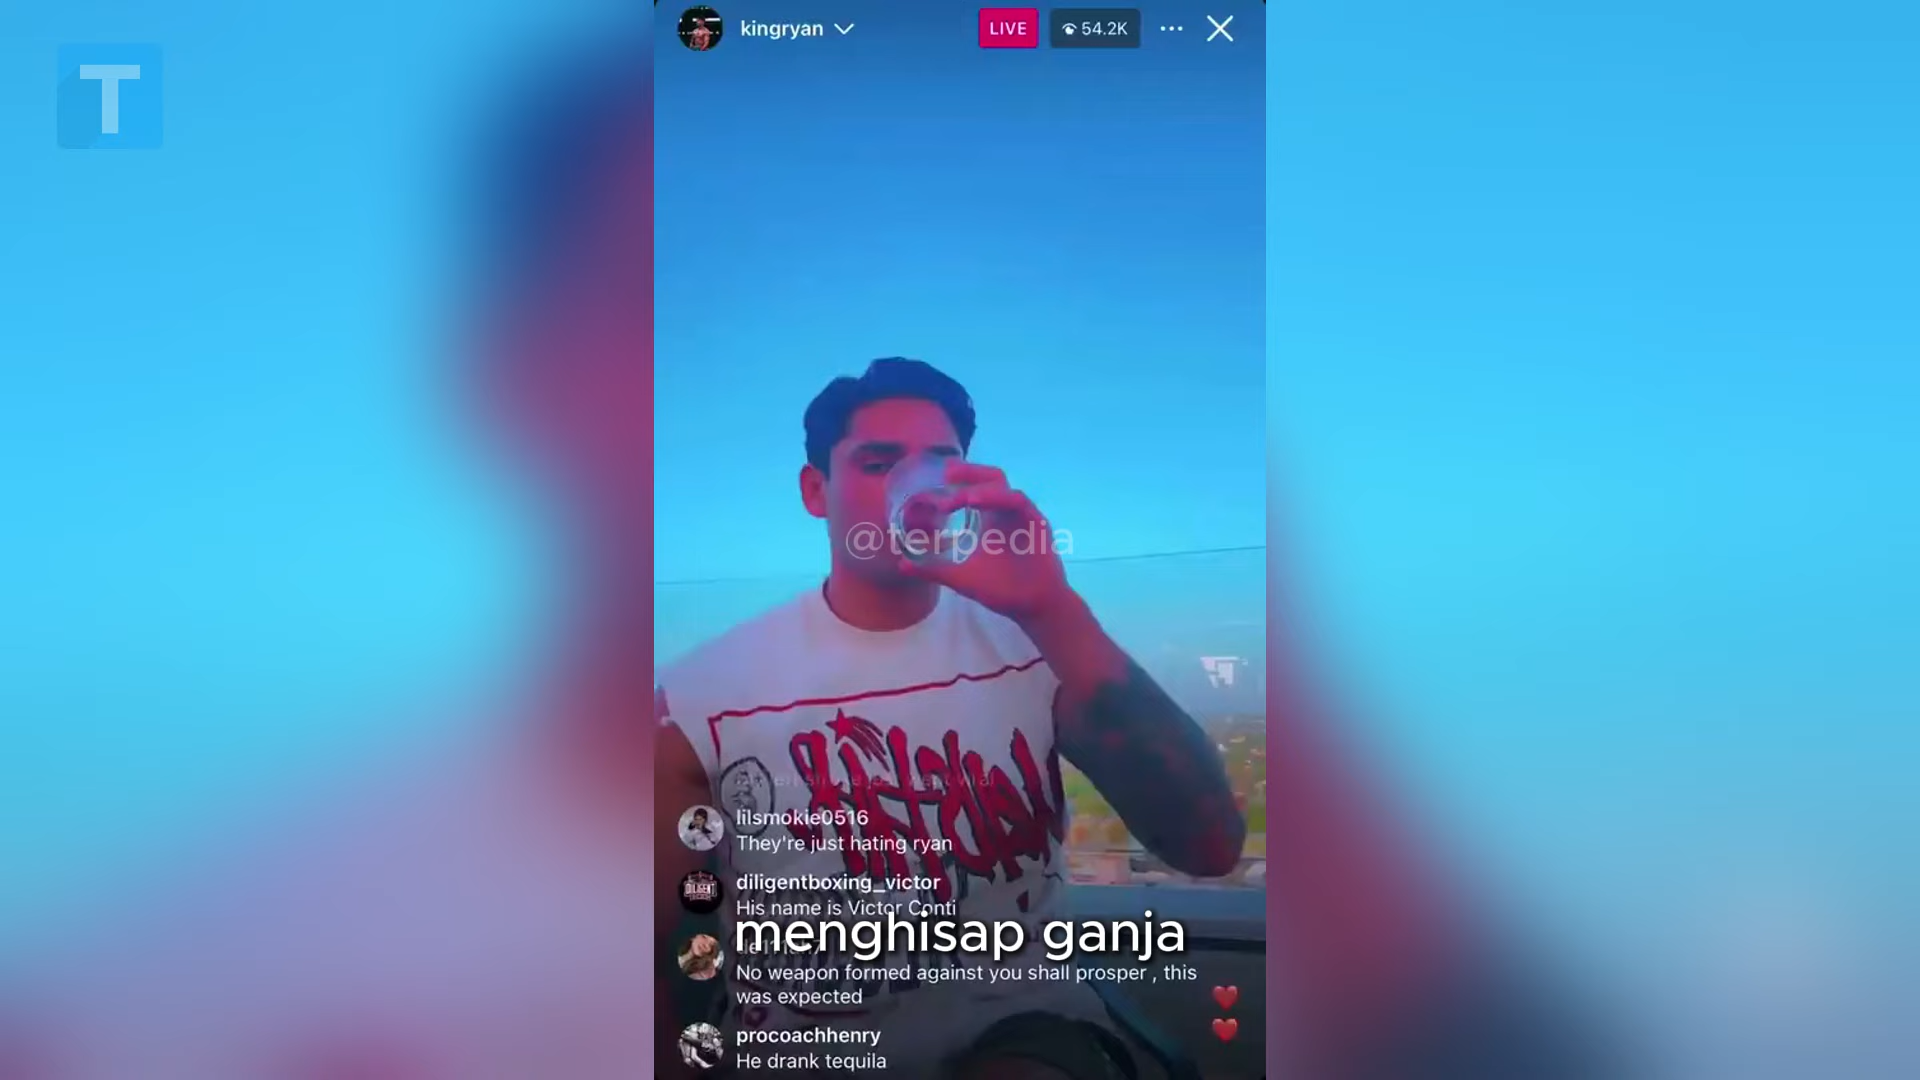 T
kingryan
LIVE
54.2K
@terpedia
lilsmokie0516
They're just hating ryan
diligentboxing_victor
His name is Victor Conti
menghisap ganja
No weapon formed against you shall prosper , this
was expected
procoachhenry
He drank tequila